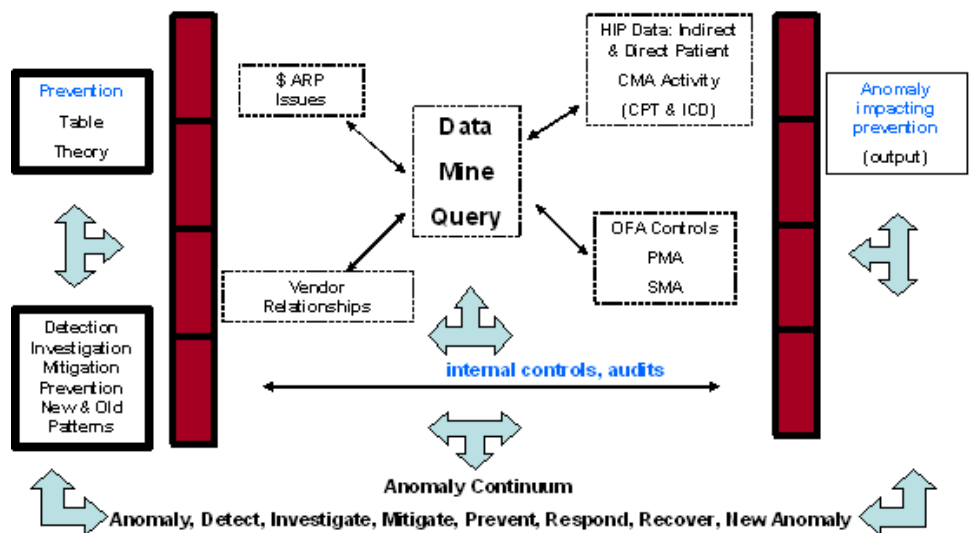 Prevention
Table
Theory
Detection
Investigation
Mitigation
Prevention
New & Old
Patterns
$ ARP
Issues
Vendor
Relationships
Data
Mine
Query
HIP Data: Indirect
& Direct Patient
CMA Activity
(CPT & ICD)
OFA Controls
PMA
SMA
Anomaly
impacting
prevention
(output)
internal controls, audits
Anomaly Continuum
Anomaly, Detect, Investigate, Mitigate, Prevent, Respond, Recover, New Anomaly